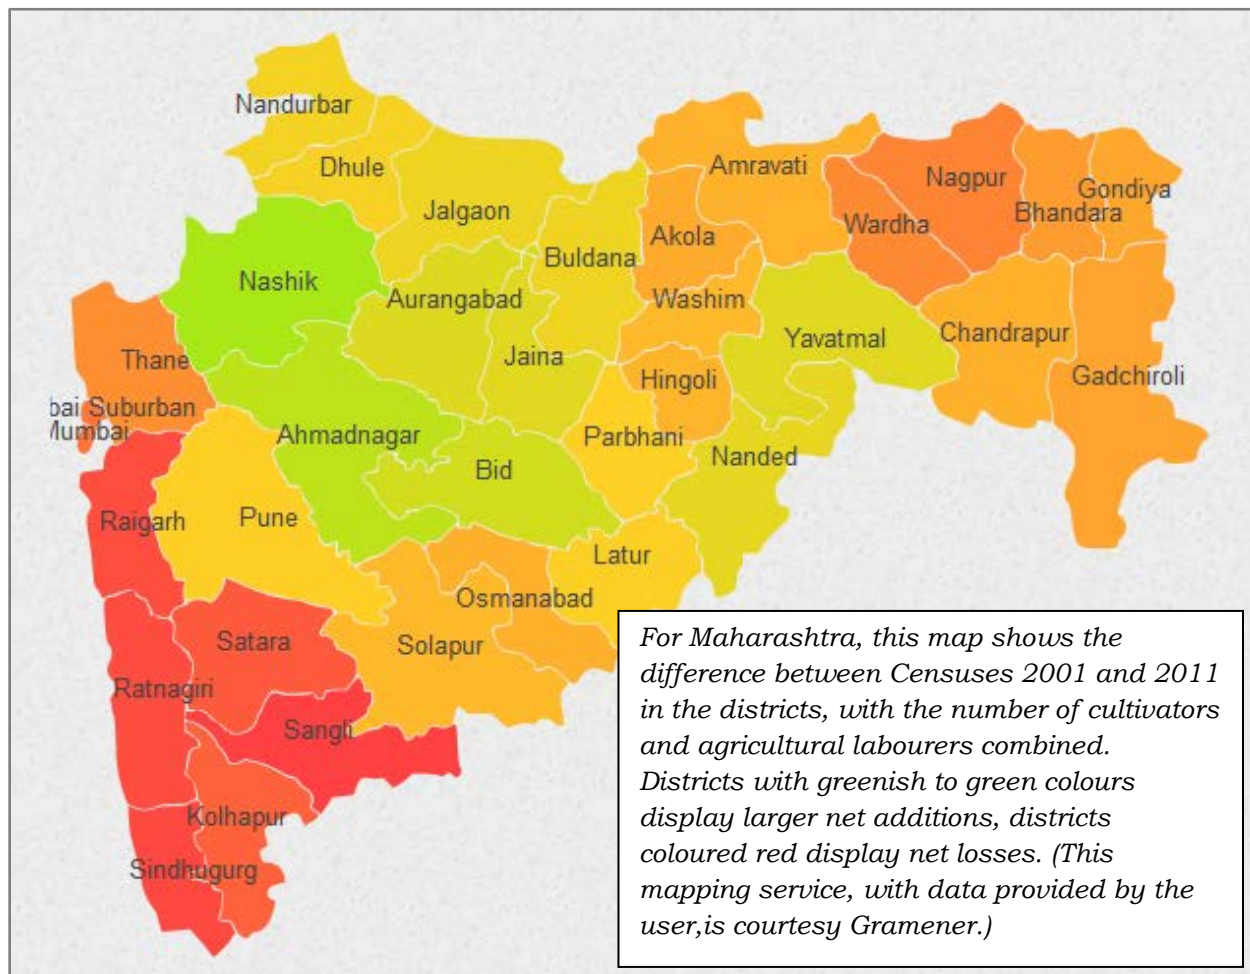 Nandurbar
Dhule
Jalgaon
Amravati
Nagpur
Gondiya
Bhandara
Wardha
Akola
Buldana
Nashik
Aurangabad
Washim
Jaina
Yavatmal
Chandrapur
Thane
Hingoli
Gadchiroli
bai Suburban
Mumbai
Ahmadnagar
Parbhani
Nanded
Bid
Raigarh
Pune
Latur
Osmanabad
Satara
Solapur
Ratnagiri
Sangli
Kolhapur
Sindhugurg
For Maharashtra, this map shows the
difference between Censuses 2001 and 2011
in the districts, with the number of cultivators
and agricultural labourers combined.
Districts with greenish to green colours
display larger net additions, districts
coloured red display net losses. (This
mapping service, with data provided by the
user,is courtesy Gramener.)